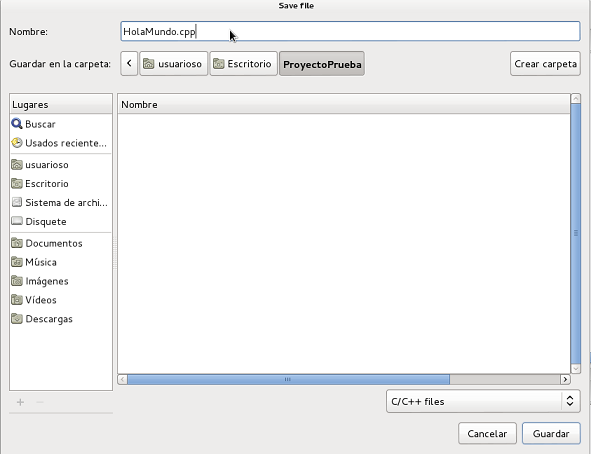 Save file
Nombre: HolaMundo.cpp
Guardar en la carpeta: < usuarioso Escritorio ProyectoPrueba Crear carpeta
Lugares Nombre
Buscar
Usados reciente...
usuarioso
Escritorio
Sistema de archi...
Disquete
Documentos
Música
Imágenes
Vídeos
Descargas
C/C++ files
Cancelar Guardar